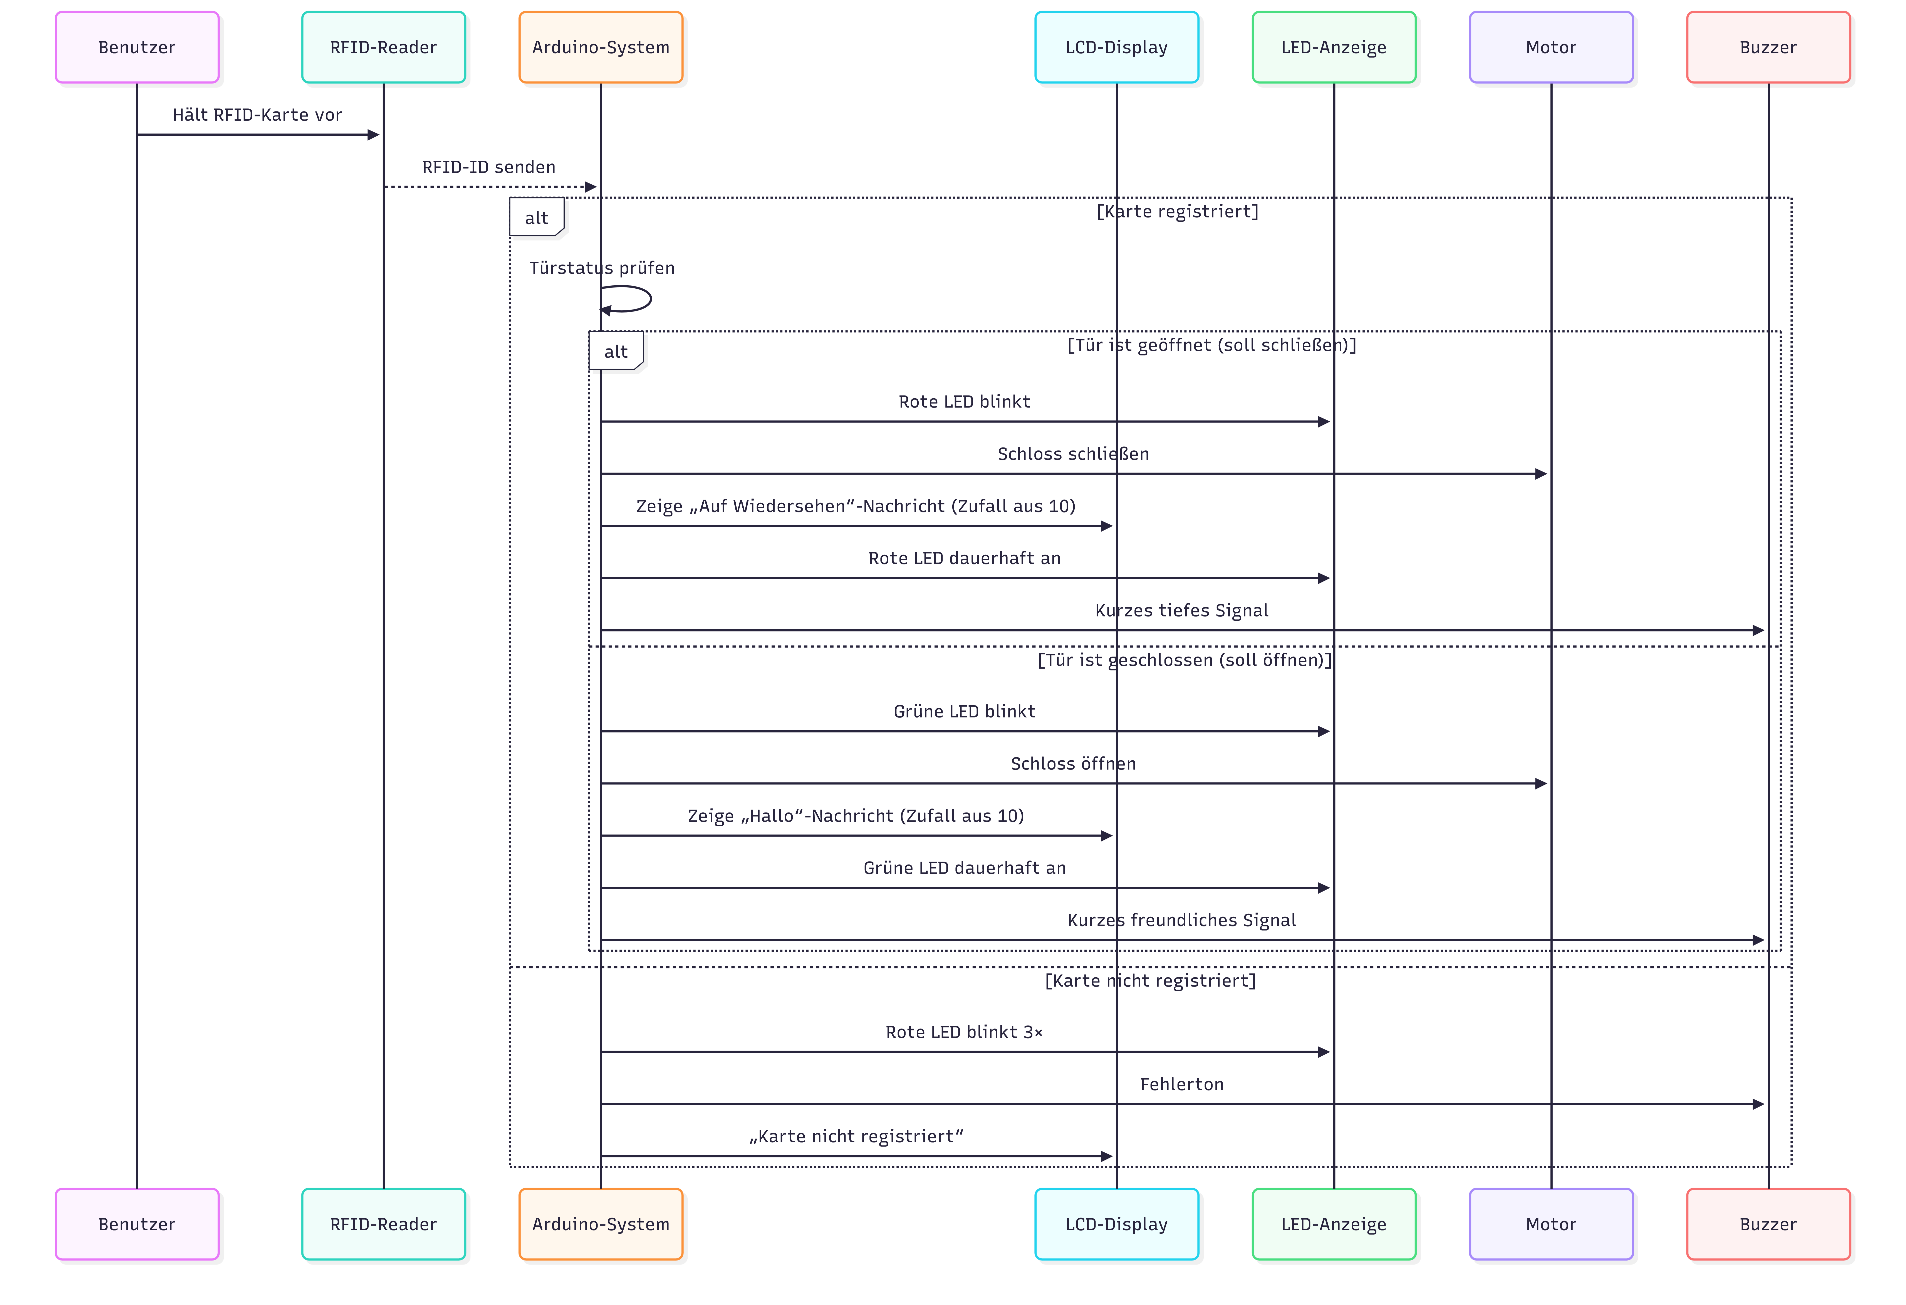 Benutzer
RFID-Reader
Arduino-System
LCD-Display
LED-Anzeige
Motor
Buzzer
Hält RFID-Karte vor
RFID-ID senden
alt
[Karte registriert]
Türstatus prüfen
alt
[Tür ist geöffnet (soll schließen)]
Rote LED blinkt
Schloss schließen
Zeige „Auf Wiedersehen“-Nachricht (Zufall aus 10)
Rote LED dauerhaft an
Kurzes tiefes Signal
[Tür ist geschlossen (soll öffnen)]
Grüne LED blinkt
Schloss öffnen
Zeige „Hallo“-Nachricht (Zufall aus 10)
Grüne LED dauerhaft an
Kurzes freundliches Signal
[Karte nicht registriert]
Rote LED blinkt 3×
Fehlerton
„Karte nicht registriert“
Benutzer
RFID-Reader
Arduino-System
LCD-Display
LED-Anzeige
Motor
Buzzer